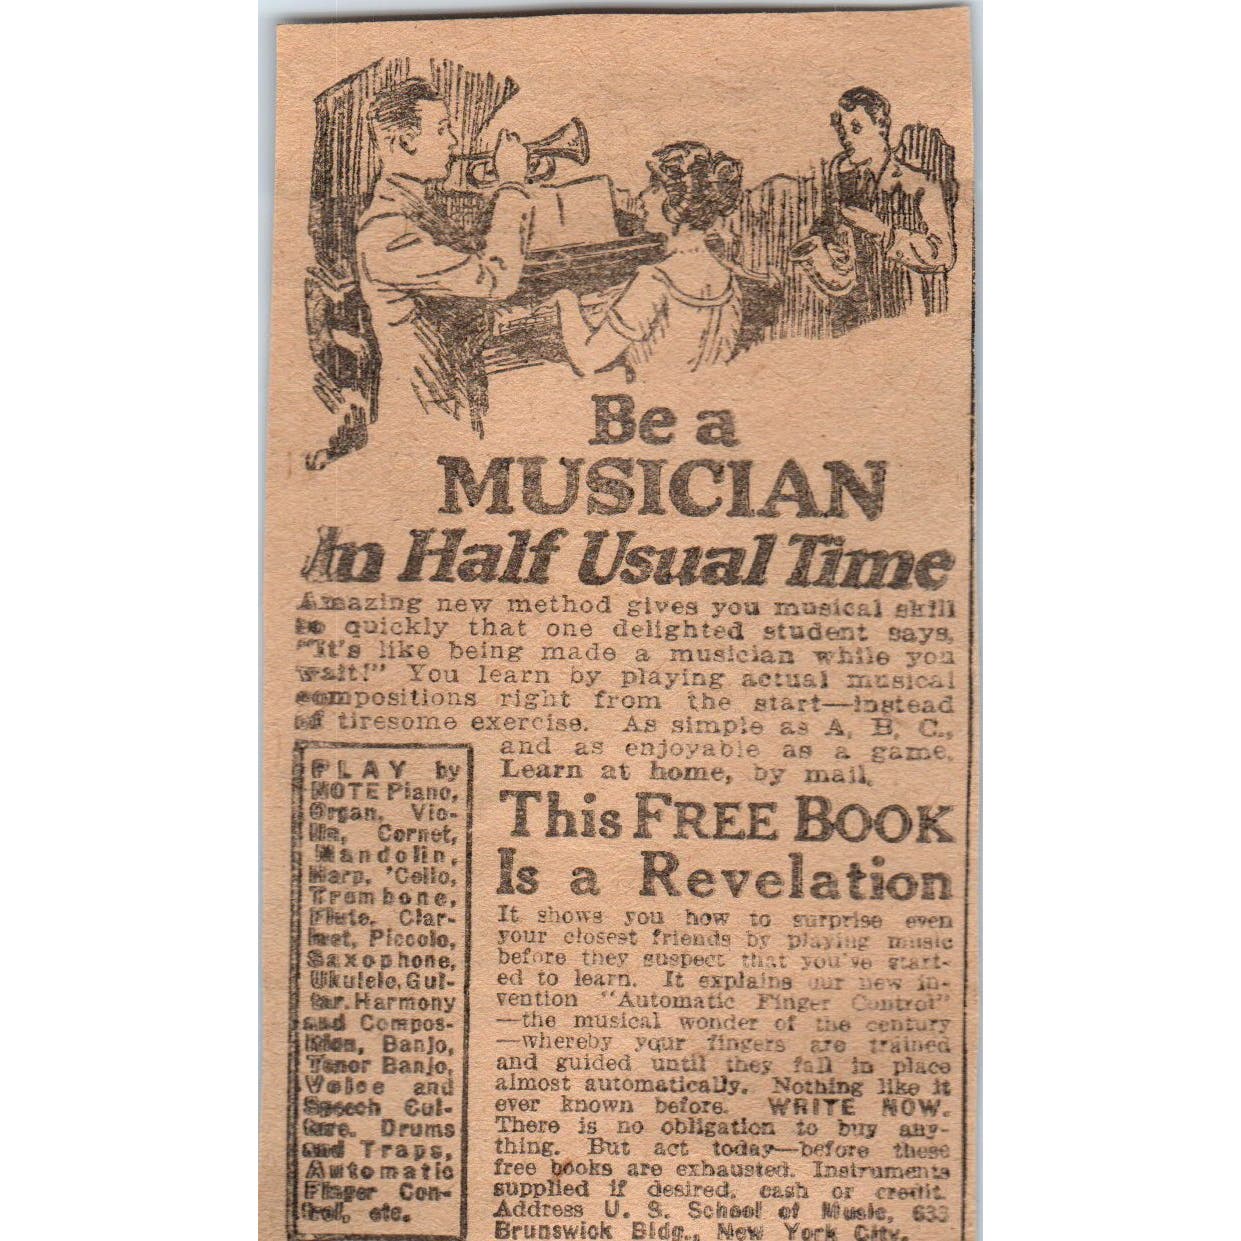 Be a
MUSICIAN
In Half Usual Time
Amazing new method gives you musical skill
so quickly that one delighted student says,
"It's like being made a musician while you
wait!" You learn by playing actual musical
compositions right from the start—instead
of tiresome exercise. As simple as A, B, C.,
and as enjoyable as a game.
Learn at home, by mail.
PLAY by
NOTE Piano,
Organ, Vio-
lin, Cornet,
Mandolin,
Harp, 'Cello,
Trombone,
Flute, Clar-
inet, Piccolo,
Saxophone,
Ukulele, Gui-
tar, Harmony
and Compos-
ition, Banjo,
Tenor Banjo,
Voice and
Speech Cul-
ture, Drums
and Traps,
Automatic
Finger Con-
trol, etc.
This FREE BOOK
Is a Revelation
It shows you how to surprise even
your closest friends by playing music
before they suspect that you've start-
ed to learn. It explains our new in-
vention "Automatic Finger Control"
—the musical wonder of the century
—whereby your fingers are trained
and guided until they fall in place
almost automatically. Nothing like it
ever known before. WRITE NOW.
There is no obligation to buy any-
thing. But act today—before these
free books are exhausted. Instruments
supplied if desired, cash or credit.
Address U. S. School of Music, 633
Brunswick Bldg., New York City.